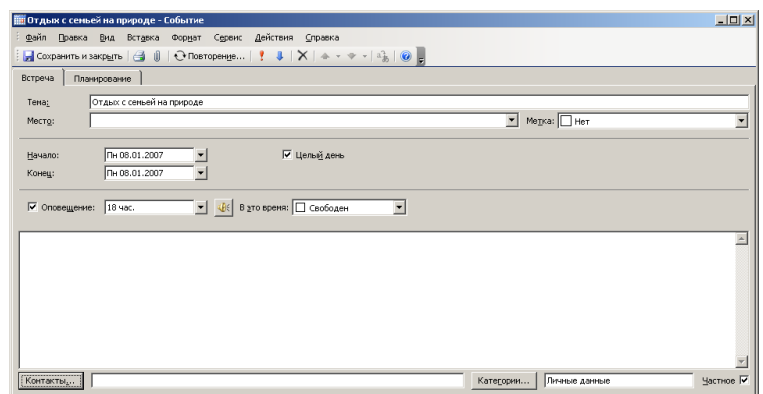 Отдых с семьей на природе - Событие
Файл Правка Вид Вставка Формат Сервис Действия Справка
Сохранить и закрыть Повторение...
Встреча Планирование
Тема: Отдых с семьей на природе
Место: Метка: Нет
Начало: Пн 08.01.2007 Целый день
Конец: Пн 08.01.2007
Оповещение: 18 час. В это время: Свободен
Контакты... Категории... Личные данные Частное